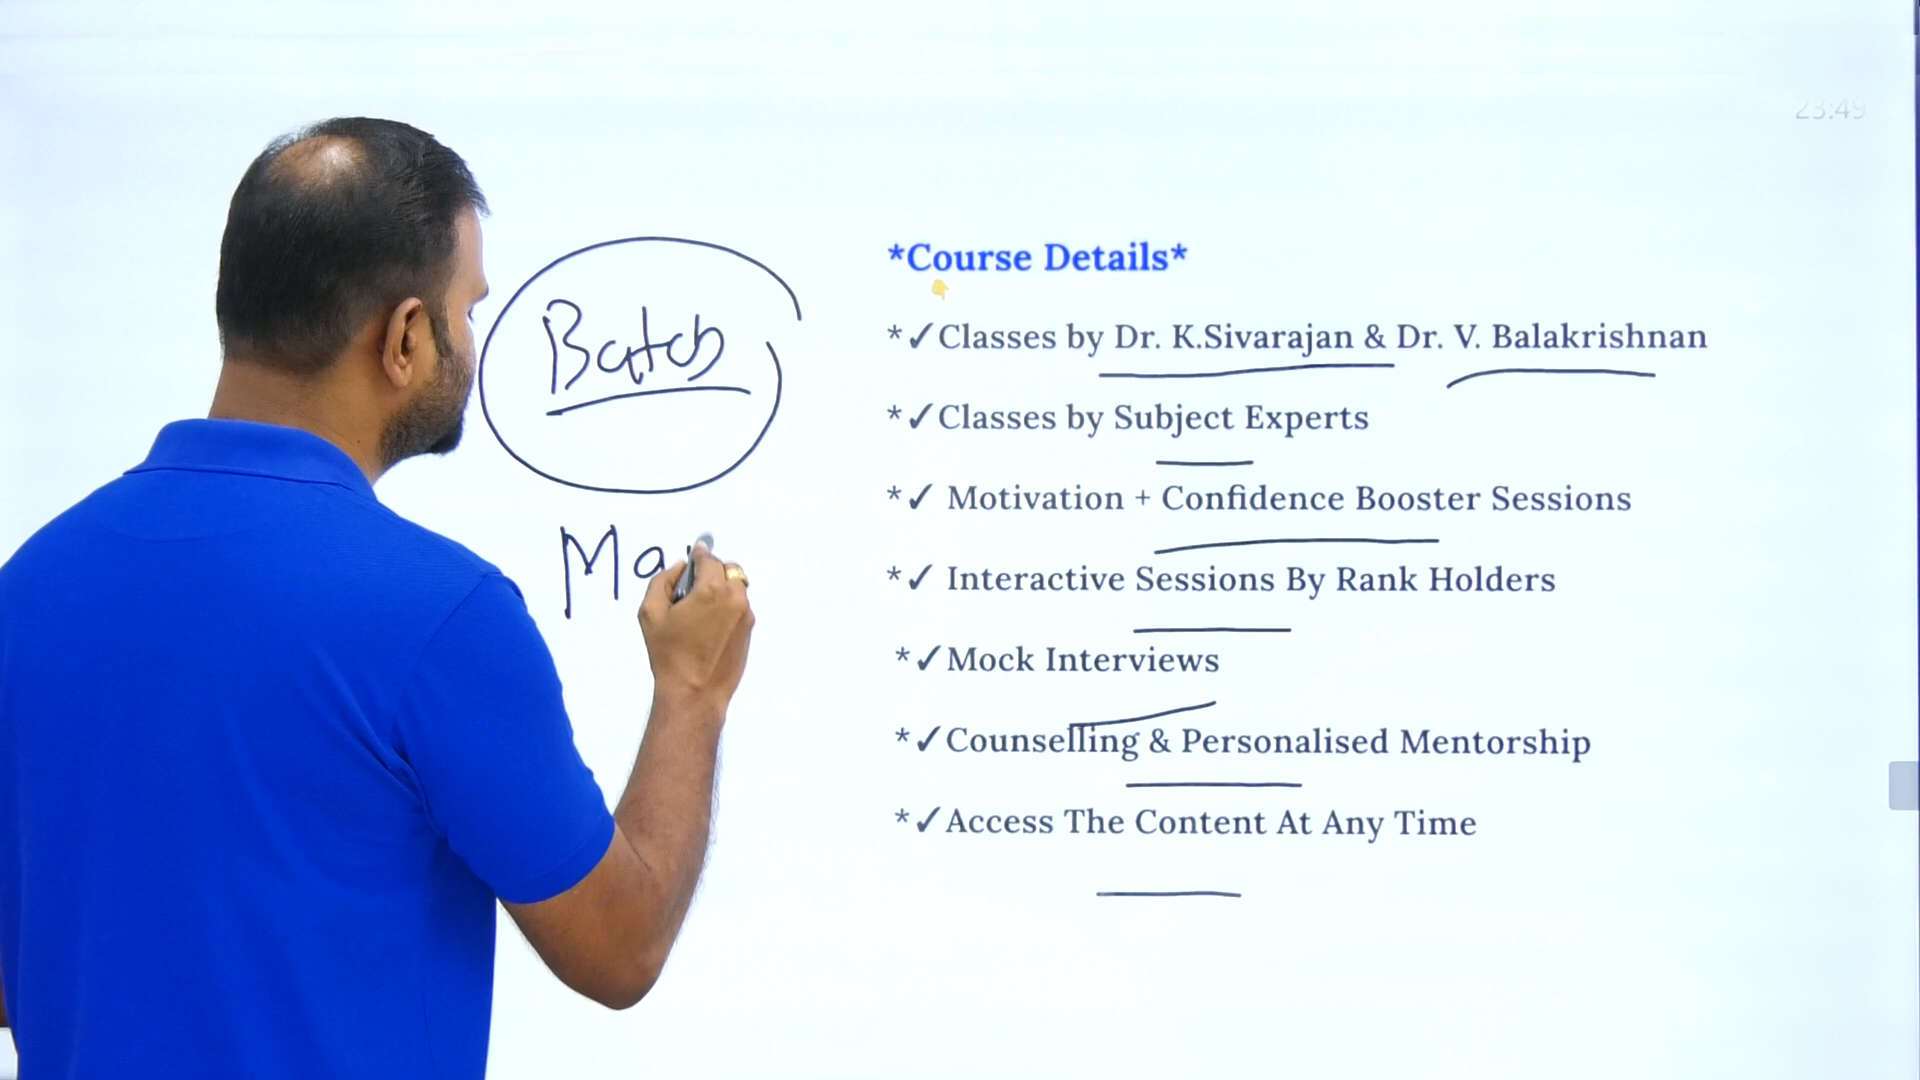 23:49
Batch
Ma
*Course Details*
*✓Classes by Dr. K.Sivarajan & Dr. V. Balakrishnan
*✓Classes by Subject Experts
*✓ Motivation + Confidence Booster Sessions
*✓ Interactive Sessions By Rank Holders
*✓Mock Interviews
*✓Counselling & Personalised Mentorship
*✓Access The Content At Any Time